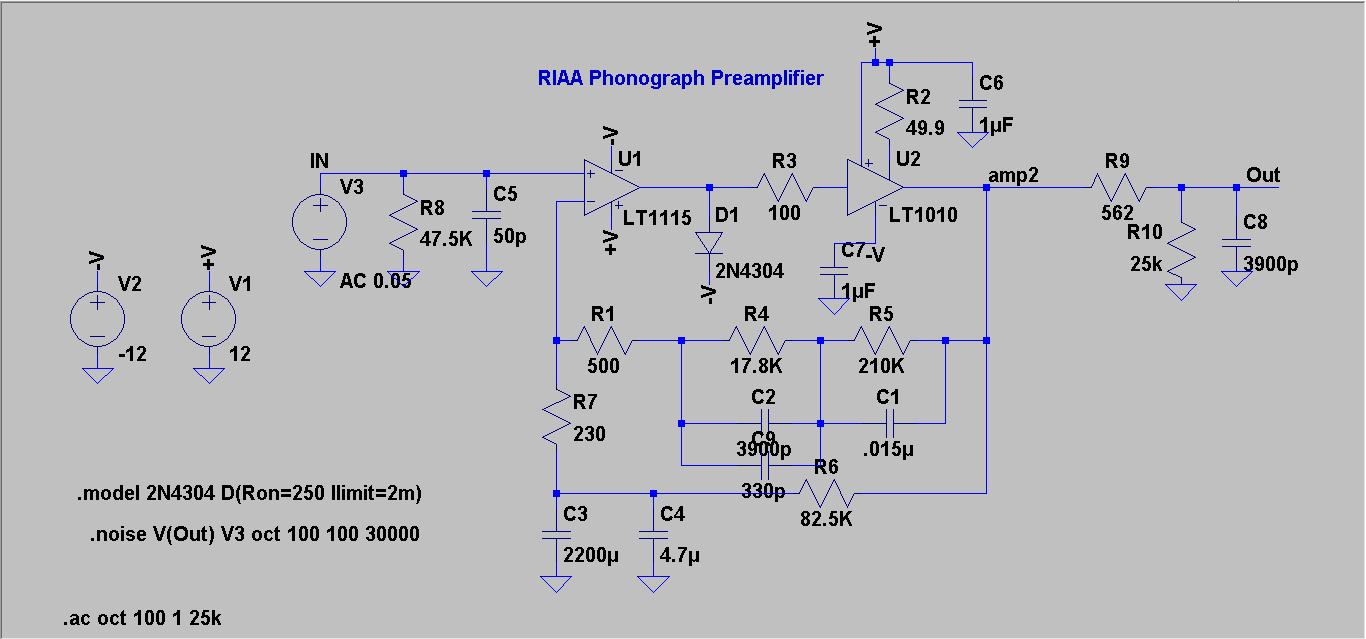 RIAA Phonograph Preamplifier
+V
R2
49.9
C6
1µF
IN
V3
AC 0.05
R8
47.5K
C5
50p
-V
U1
LT1115
+V
D1
2N4304
-V
R3
100
U2
LT1010
C7
-V
1µF
amp2
R9
562
R10
25k
Out
C8
3900p
-V
V2
-12
+V
V1
12
R1
500
R4
17.8K
R5
210K
C2
3900p
C9
330p
C1
.015µ
R7
230
R6
82.5K
C3
2200µ
C4
4.7µ
.model 2N4304 D(Ron=250 Ilimit=2m)
.noise V(Out) V3 oct 100 100 30000
.ac oct 100 1 25k